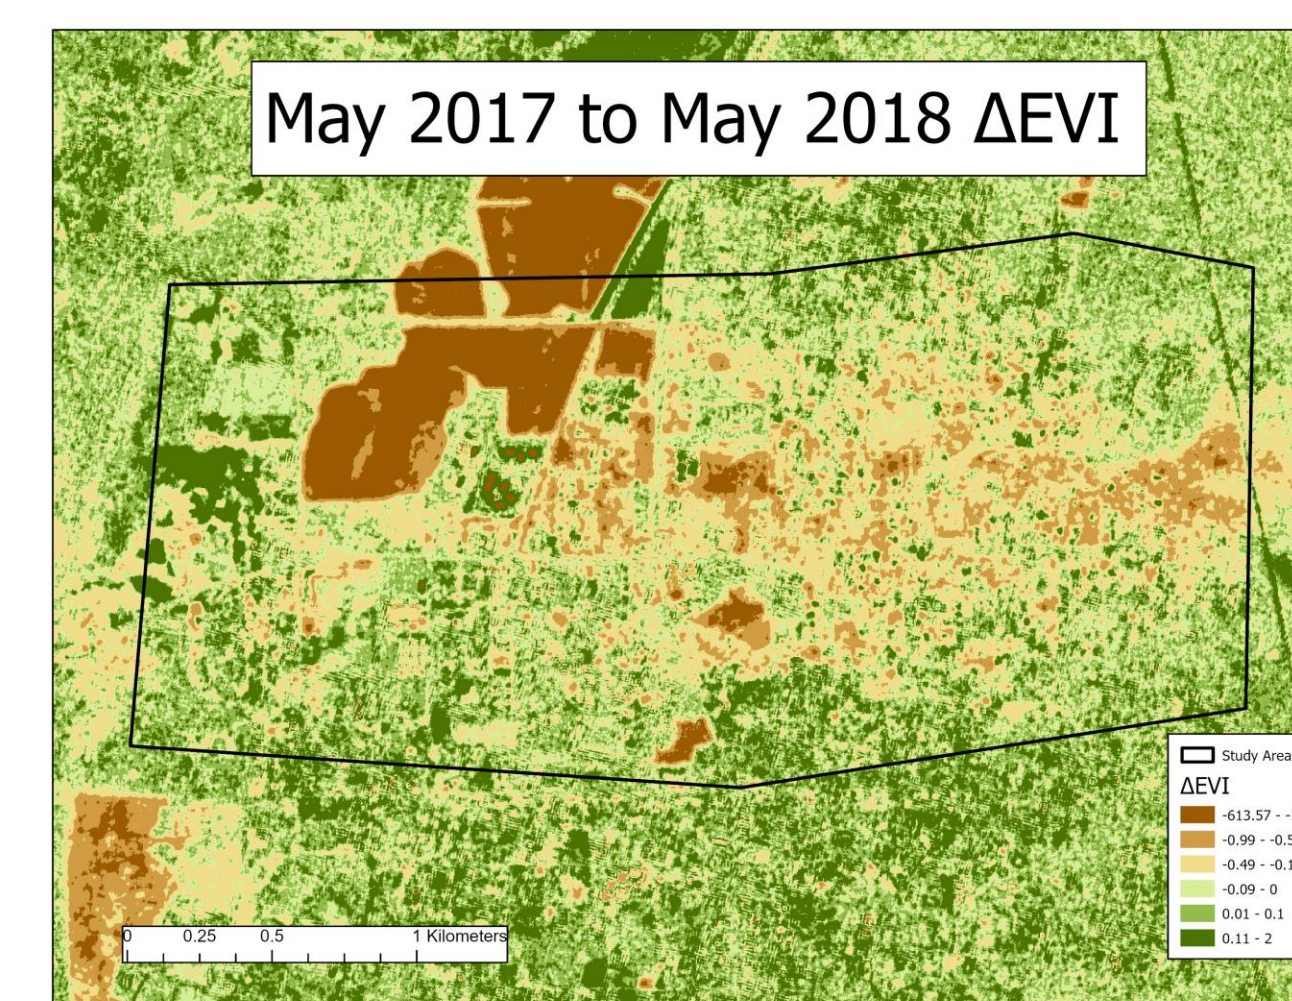 May 2017 to May 2018 ΔEVI
Study Area
ΔEVI
-613.57 - -
-0.99 - -0.5
-0.49 - -0.1
-0.09 - 0
0.01 - 0.1
0.11 - 2
0 0.25 0.5 1 Kilometers